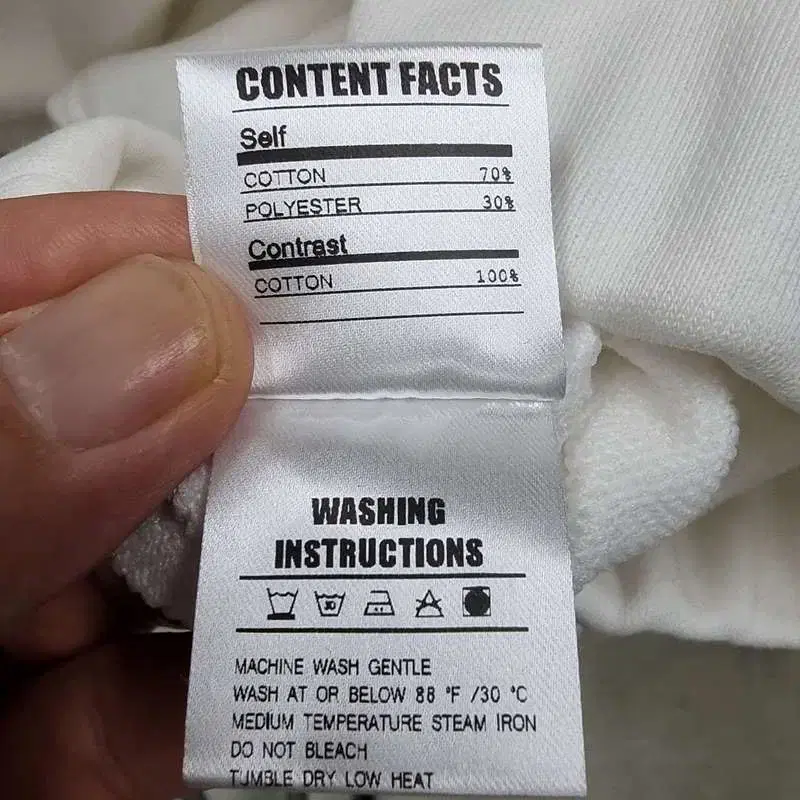 CONTENT FACTS
Self
COTTON 70%
POLYESTER 30%
Contrast
COTTON 100%
WASHING
INSTRUCTIONS
30
MACHINE WASH GENTLE
WASH AT OR BELOW 88 °F /30 °C
MEDIUM TEMPERATURE STEAM IRON
DO NOT BLEACH
TUMBLE DRY LOW HEAT